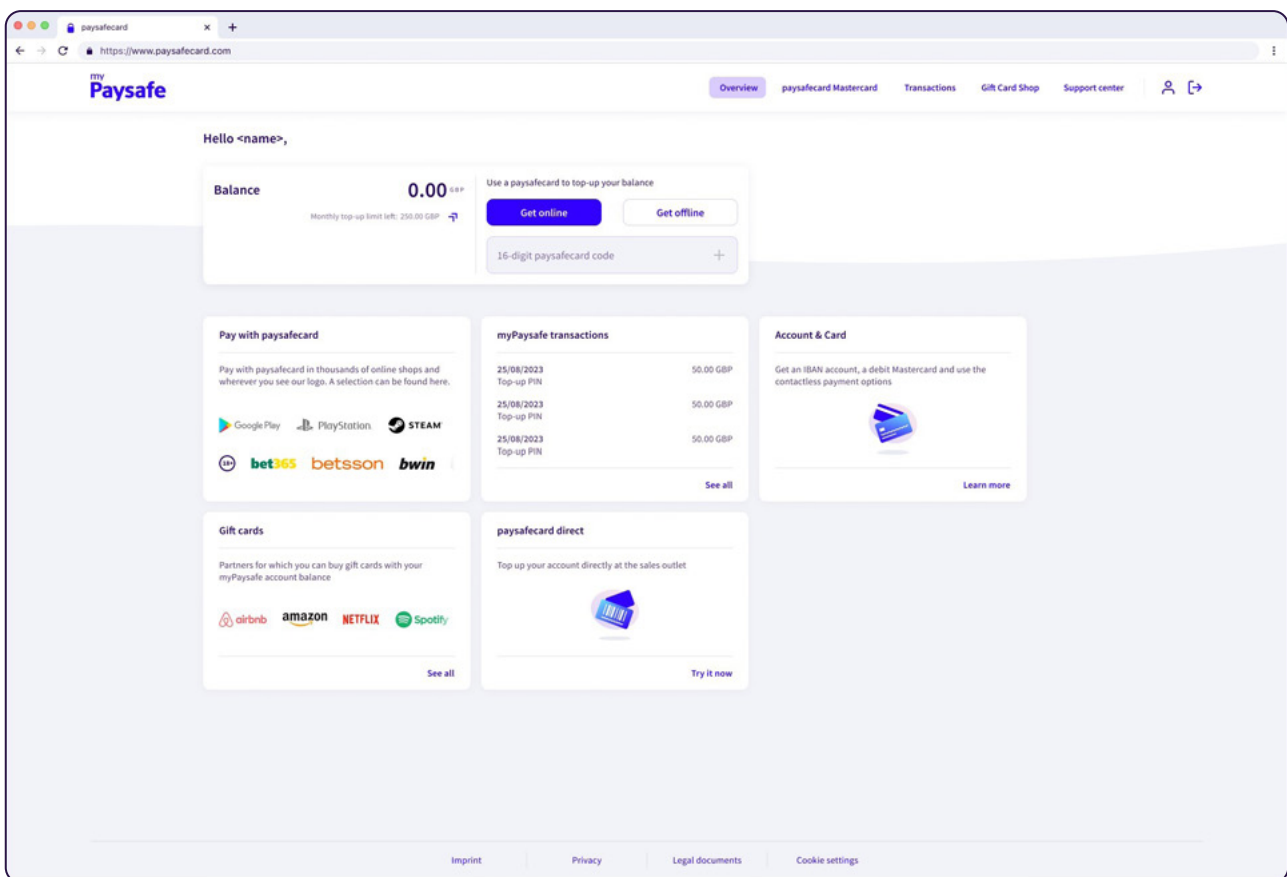 paysafecard
https://www.paysafecard.com
my
Paysafe
Overview
paysafecard Mastercard
Transactions
Gift Card Shop
Support center
Hello <name>,
Balance
0.00 GBP
Monthly top-up limit left: 250.00 GBP
Use a paysafecard to top-up your balance
Get online
Get offline
16-digit paysafecard code
Pay with paysafecard
Pay with paysafecard in thousands of online shops and
wherever you see our logo. A selection can be found here.
Google Play
PlayStation
STEAM
18+
bet365
betsson
bwin
myPaysafe transactions
25/08/2023
50.00 GBP
Top-up PIN
25/08/2023
50.00 GBP
Top-up PIN
25/08/2023
50.00 GBP
Top-up PIN
See all
Account & Card
Get an IBAN account, a debit Mastercard and use the
contactless payment options
Learn more
Gift cards
Partners for which you can buy gift cards with your
myPaysafe account balance
airbnb
amazon
NETFLIX
Spotify
See all
paysafecard direct
Top up your account directly at the sales outlet
Try it now
Imprint
Privacy
Legal documents
Cookie settings